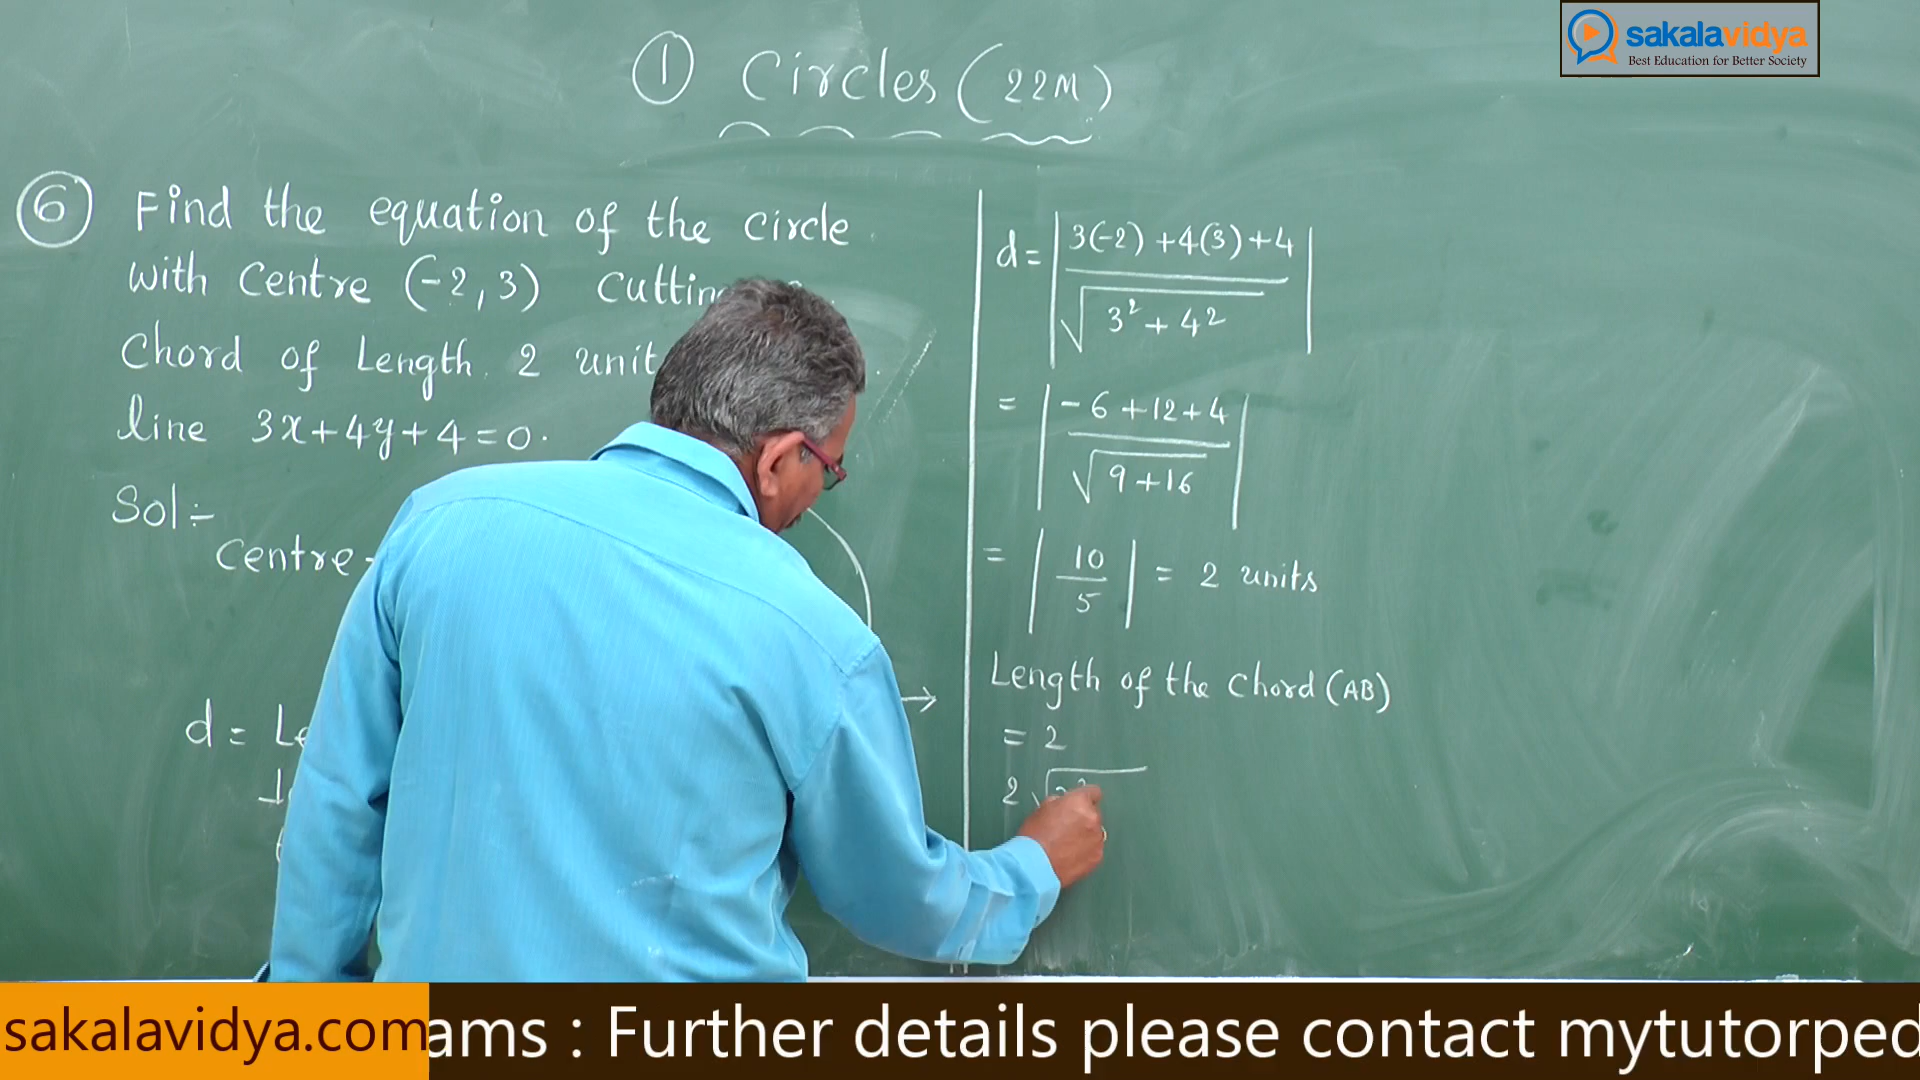 ① Circles (22M)
sakalavidya
Best Education for Better Society
⑥ Find the equation of the circle
with centre (-2, 3) cutting
chord of Length 2 unit
line 3x+4y+4=0.
Sol:-
centre
d =
d = | 3(-2) +4(3)+4 |
√ 3² + 4²
= | -6+12+4 |
√ 9+16
= | 10 / 5 | = 2 units
Length of the chord (AB)
= 2
2 √
sakalavidya.com
ams : Further details please contact mytutorped